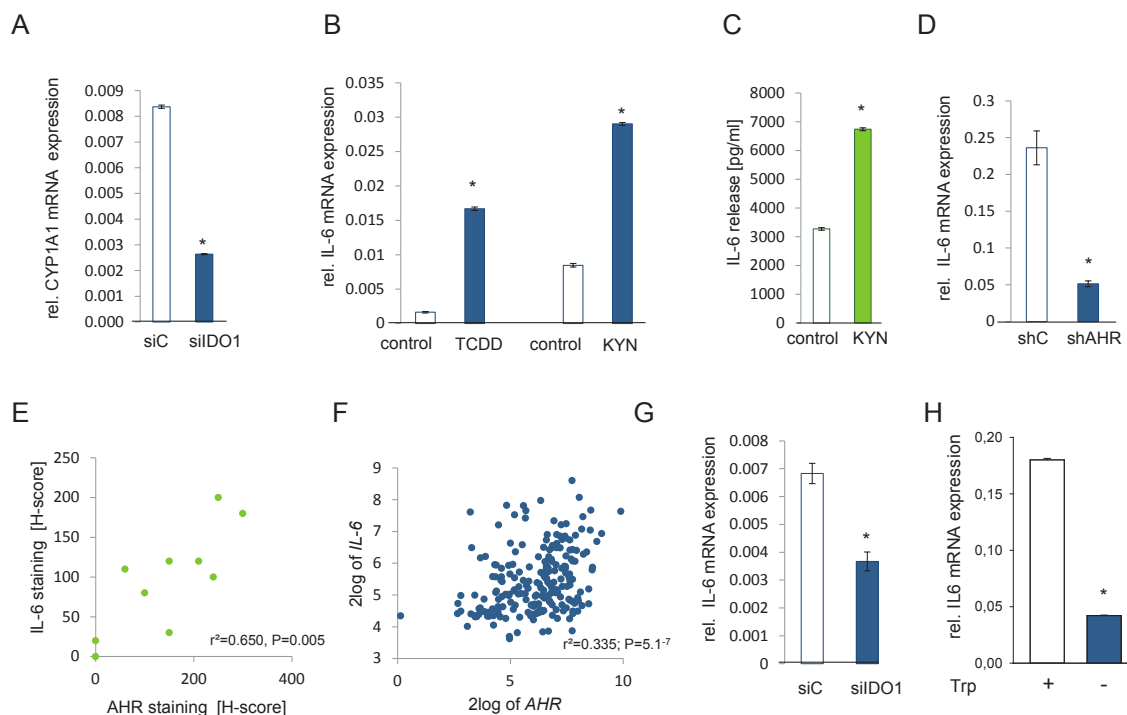 A
rel. CYP1A1 mRNA expression
0.009
0.008
0.007
0.006
0.005
0.004
0.003
0.002
0.001
0.000
*
siC siIDO1
B
rel. IL-6 mRNA expression
0.035
0.03
0.025
0.02
0.015
0.01
0.005
0
*
*
control TCDD control KYN
C
IL-6 release [pg/ml]
8000
7000
6000
5000
4000
3000
2000
1000
0
*
control KYN
D
rel. IL-6 mRNA expression
0.3
0.25
0.2
0.15
0.1
0.05
0
*
shC shAHR
E
IL-6 staining [H-score]
250
200
150
100
50
0
r²=0.650, P=0.005
0 200 400
AHR staining [H-score]
F
2log of IL-6
9
8
7
6
5
4
3
r²=0.335; P=5.1⁻⁷
0 5 10
2log of AHR
G
rel. IL-6 mRNA expression
0.008
0.007
0.006
0.005
0.004
0.003
0.002
0.001
0
*
siC siIDO1
H
rel. IL6 mRNA expression
0,20
0,15
0,10
0,05
0,00
*
Trp + -